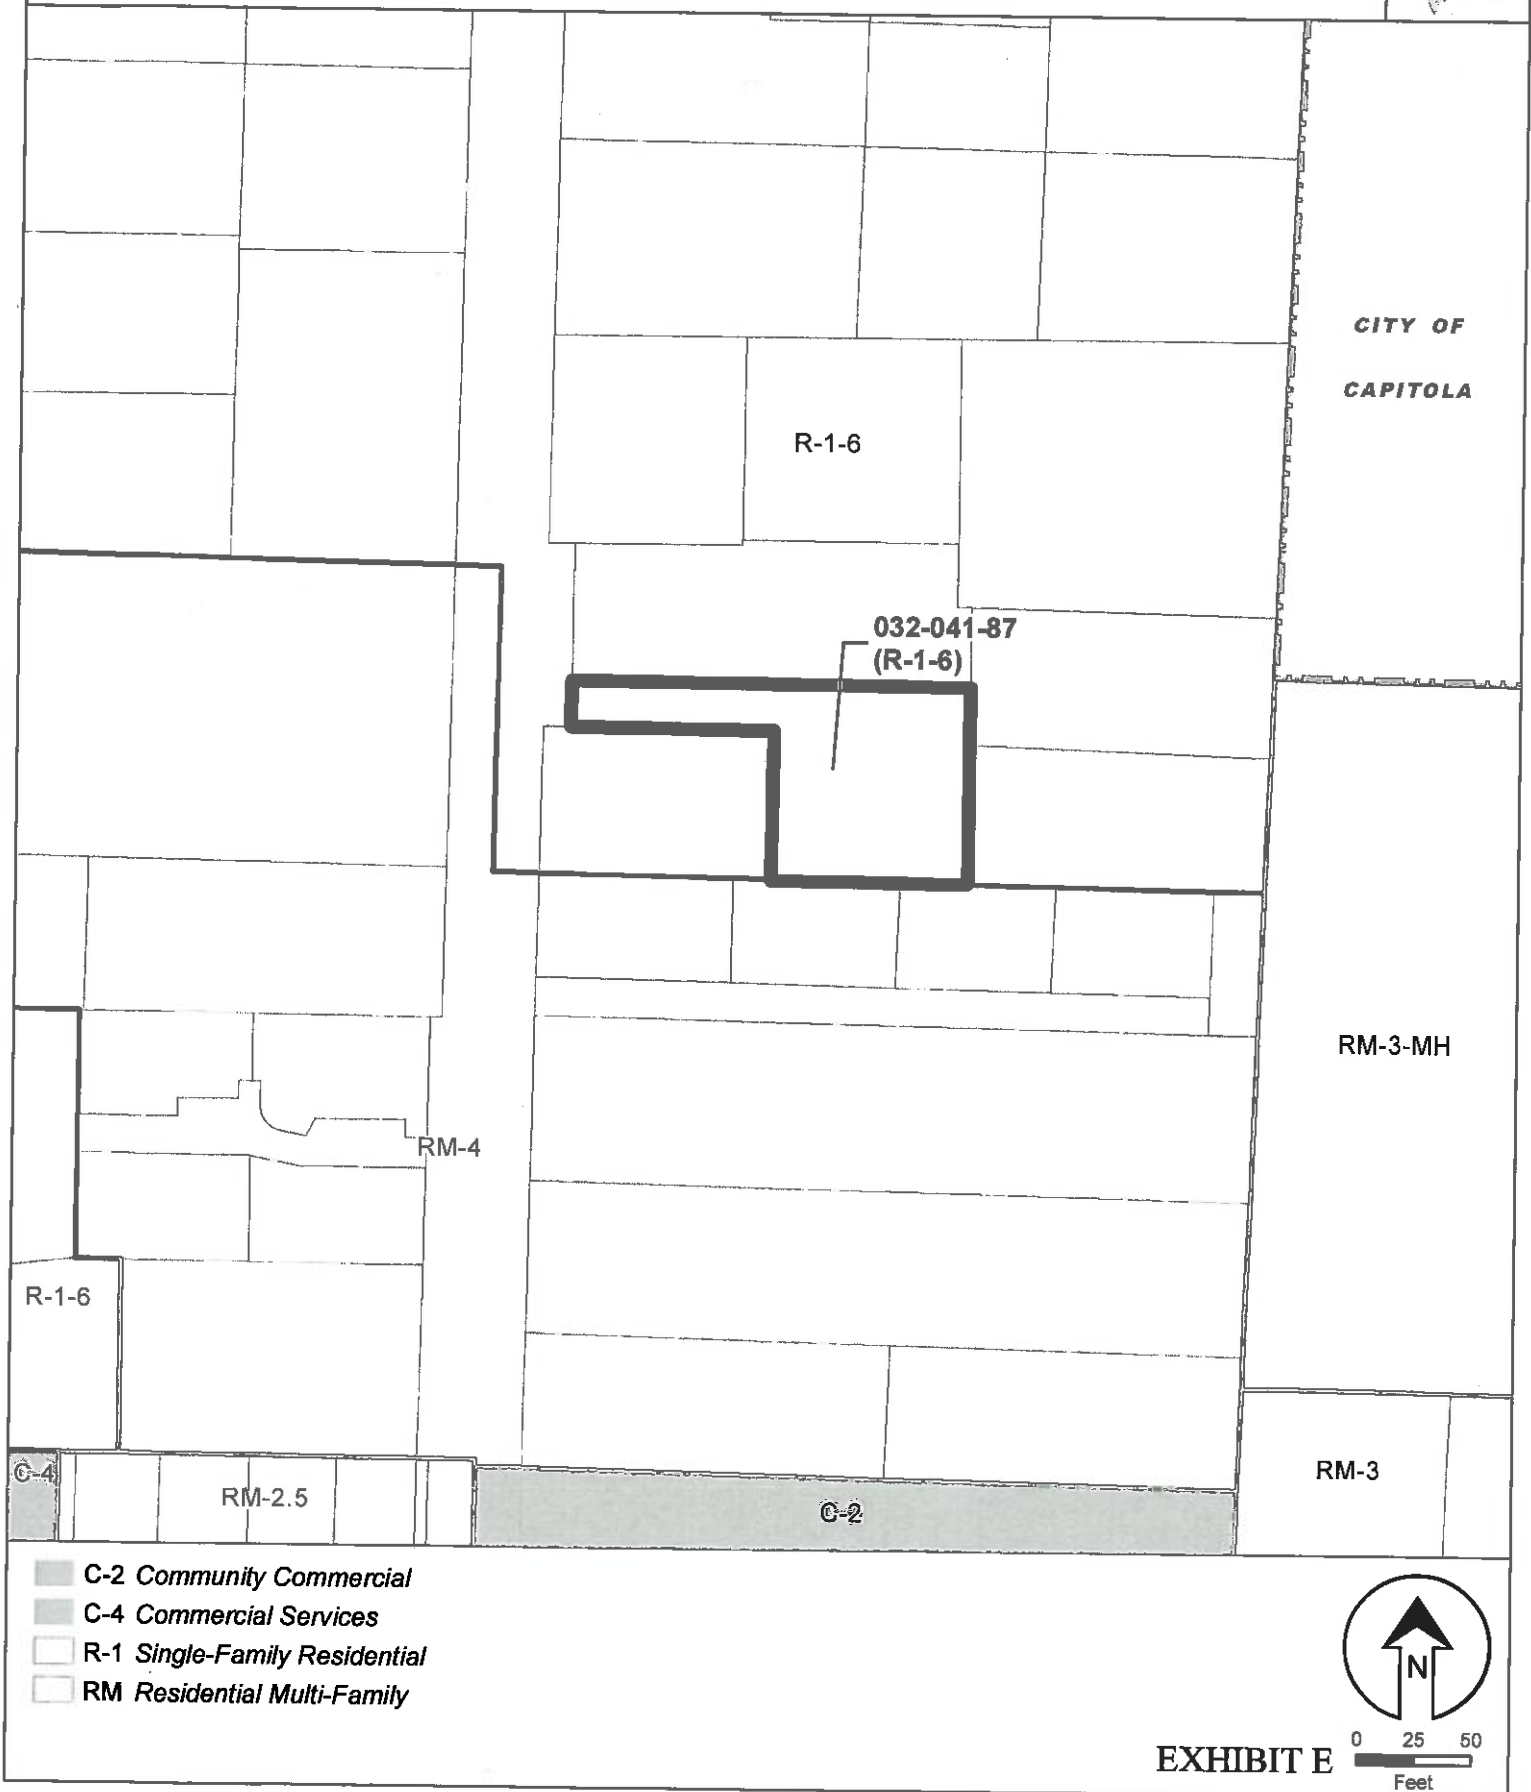 CITY OF
CAPITOLA
R-1-6
032-041-87
(R-1-6)
RM-3-MH
RM-4
R-1-6
C-4
RM-2.5
C-2
RM-3
C-2 Community Commercial
C-4 Commercial Services
R-1 Single-Family Residential
RM Residential Multi-Family
N
EXHIBIT E
0 25 50
Feet